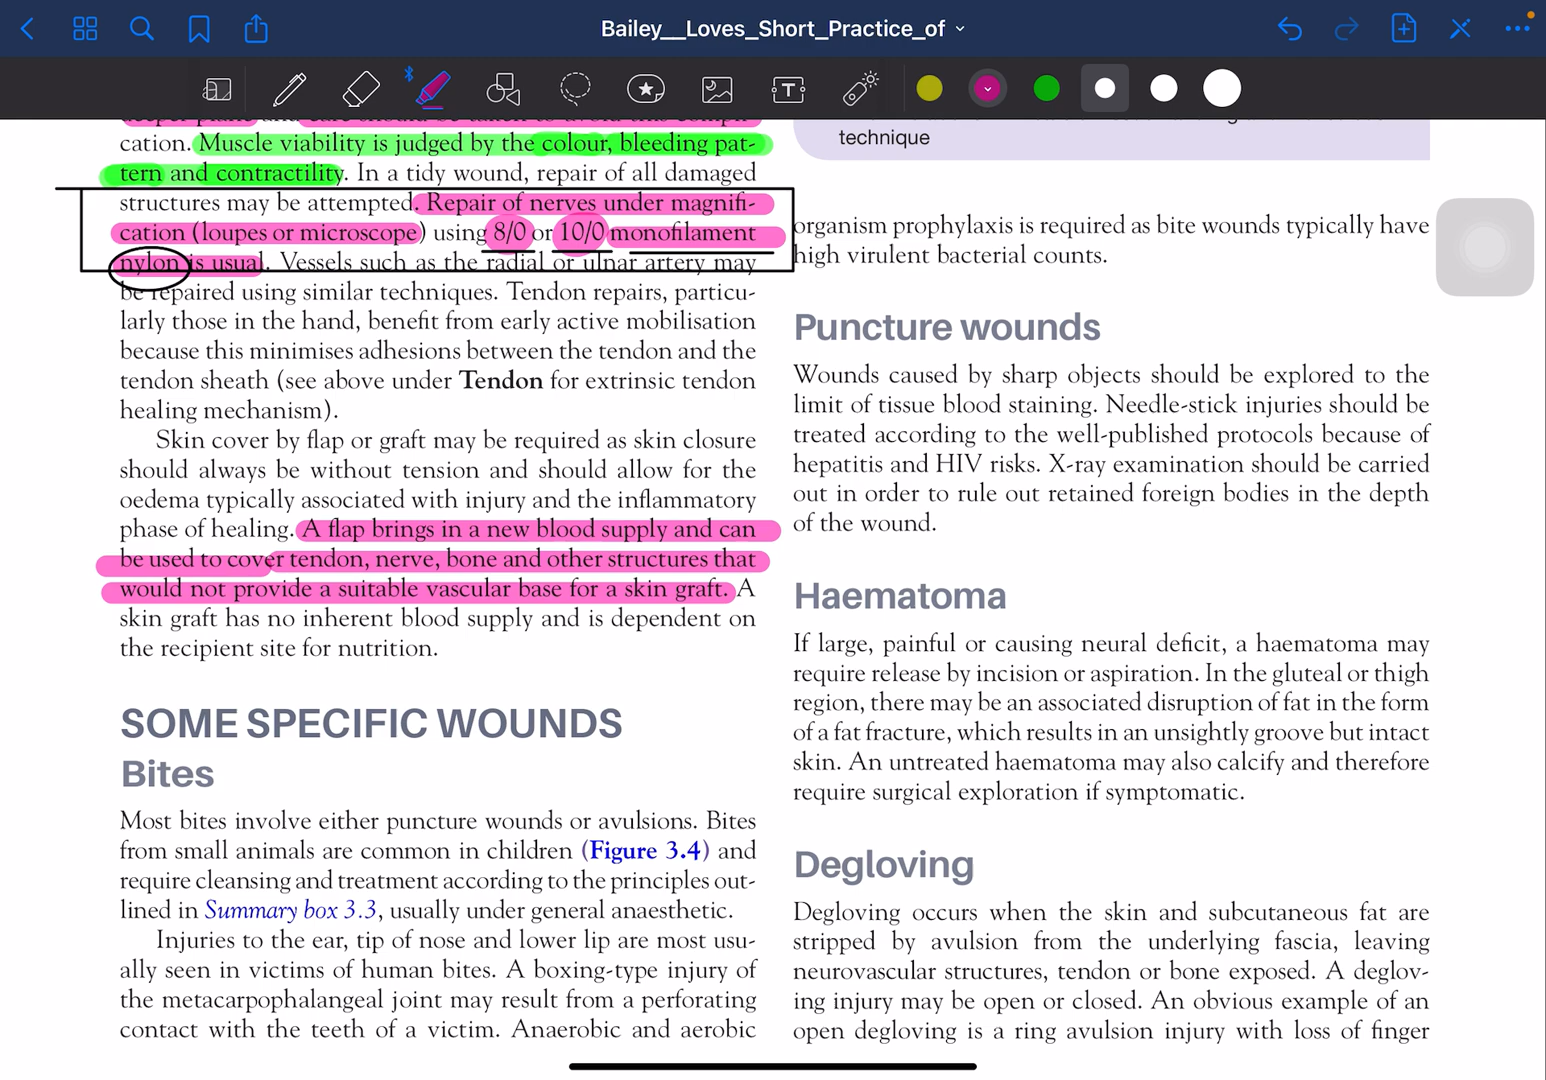 Bailey__Loves_Short_Practice_of
cation. Muscle viability is judged by the colour, bleeding pat-
tern and contractility. In a tidy wound, repair of all damaged
structures may be attempted. Repair of nerves under magnifi-
cation (loupes or microscope) using 8/0 or 10/0 monofilament
nylon is usual. Vessels such as the radial or ulnar artery may
be repaired using similar techniques. Tendon repairs, particu-
larly those in the hand, benefit from early active mobilisation
because this minimises adhesions between the tendon and the
tendon sheath (see above under Tendon for extrinsic tendon
healing mechanism).
Skin cover by flap or graft may be required as skin closure
should always be without tension and should allow for the
oedema typically associated with injury and the inflammatory
phase of healing. A flap brings in a new blood supply and can
be used to cover tendon, nerve, bone and other structures that
would not provide a suitable vascular base for a skin graft. A
skin graft has no inherent blood supply and is dependent on
the recipient site for nutrition.
SOME SPECIFIC WOUNDS
Bites
Most bites involve either puncture wounds or avulsions. Bites
from small animals are common in children (Figure 3.4) and
require cleansing and treatment according to the principles out-
lined in Summary box 3.3, usually under general anaesthetic.
Injuries to the ear, tip of nose and lower lip are most usu-
ally seen in victims of human bites. A boxing-type injury of
the metacarpophalangeal joint may result from a perforating
contact with the teeth of a victim. Anaerobic and aerobic
technique
organism prophylaxis is required as bite wounds typically have
high virulent bacterial counts.
Puncture wounds
Wounds caused by sharp objects should be explored to the
limit of tissue blood staining. Needle-stick injuries should be
treated according to the well-published protocols because of
hepatitis and HIV risks. X-ray examination should be carried
out in order to rule out retained foreign bodies in the depth
of the wound.
Haematoma
If large, painful or causing neural deficit, a haematoma may
require release by incision or aspiration. In the gluteal or thigh
region, there may be an associated disruption of fat in the form
of a fat fracture, which results in an unsightly groove but intact
skin. An untreated haematoma may also calcify and therefore
require surgical exploration if symptomatic.
Degloving
Degloving occurs when the skin and subcutaneous fat are
stripped by avulsion from the underlying fascia, leaving
neurovascular structures, tendon or bone exposed. A deglov-
ing injury may be open or closed. An obvious example of an
open degloving is a ring avulsion injury with loss of finger